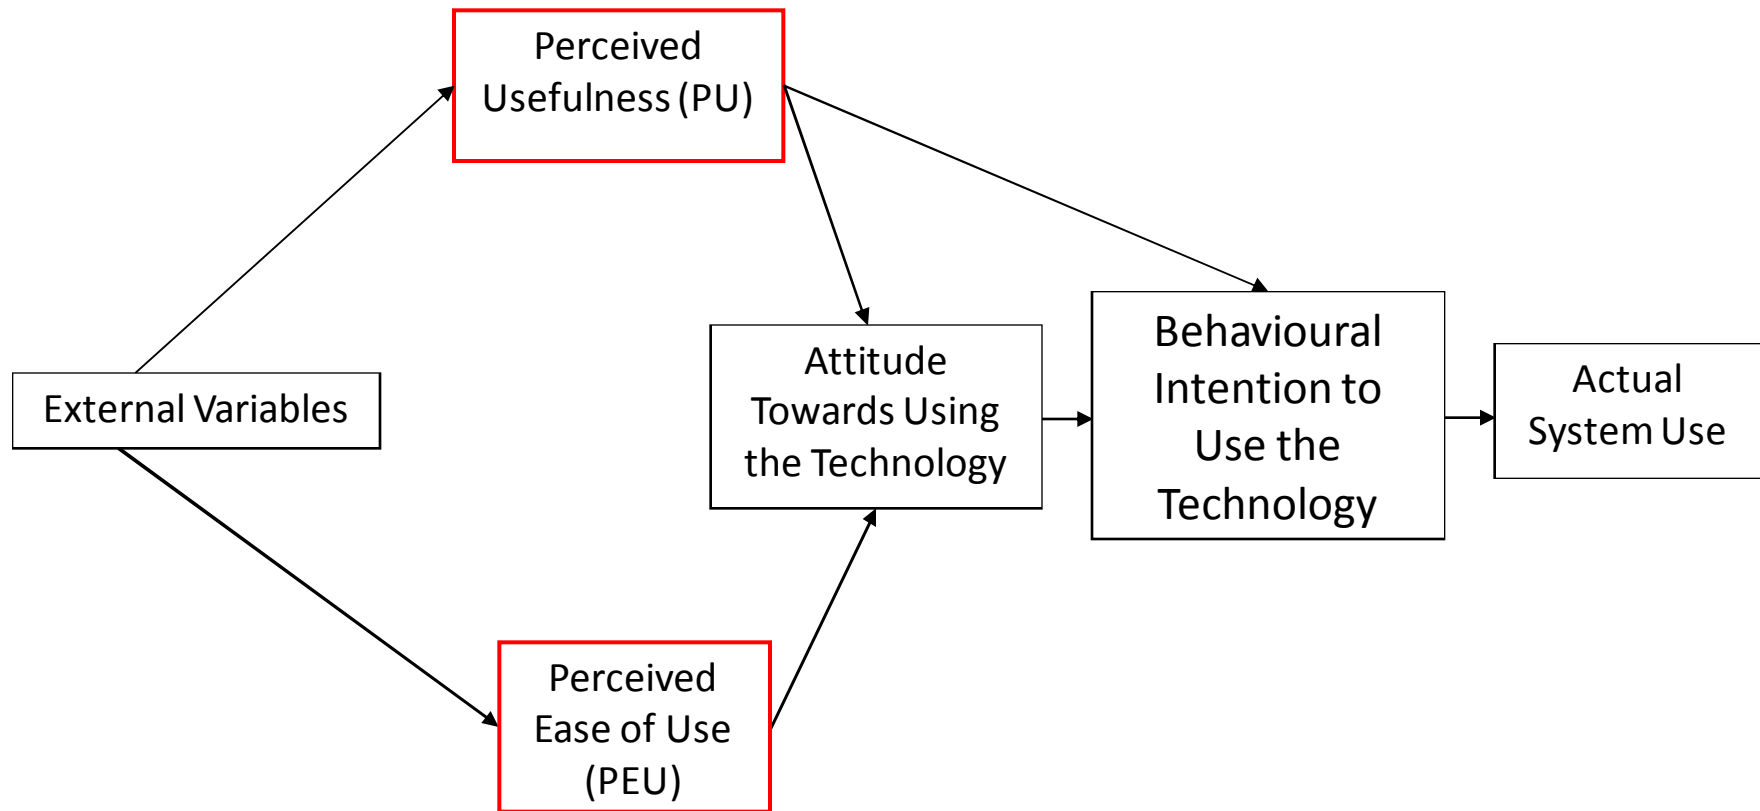 Perceived
Usefulness (PU)
External Variables
Attitude
Towards Using
the Technology
Behavioural
Intention to
Use the
Technology
Actual
System Use
Perceived
Ease of Use
(PEU)